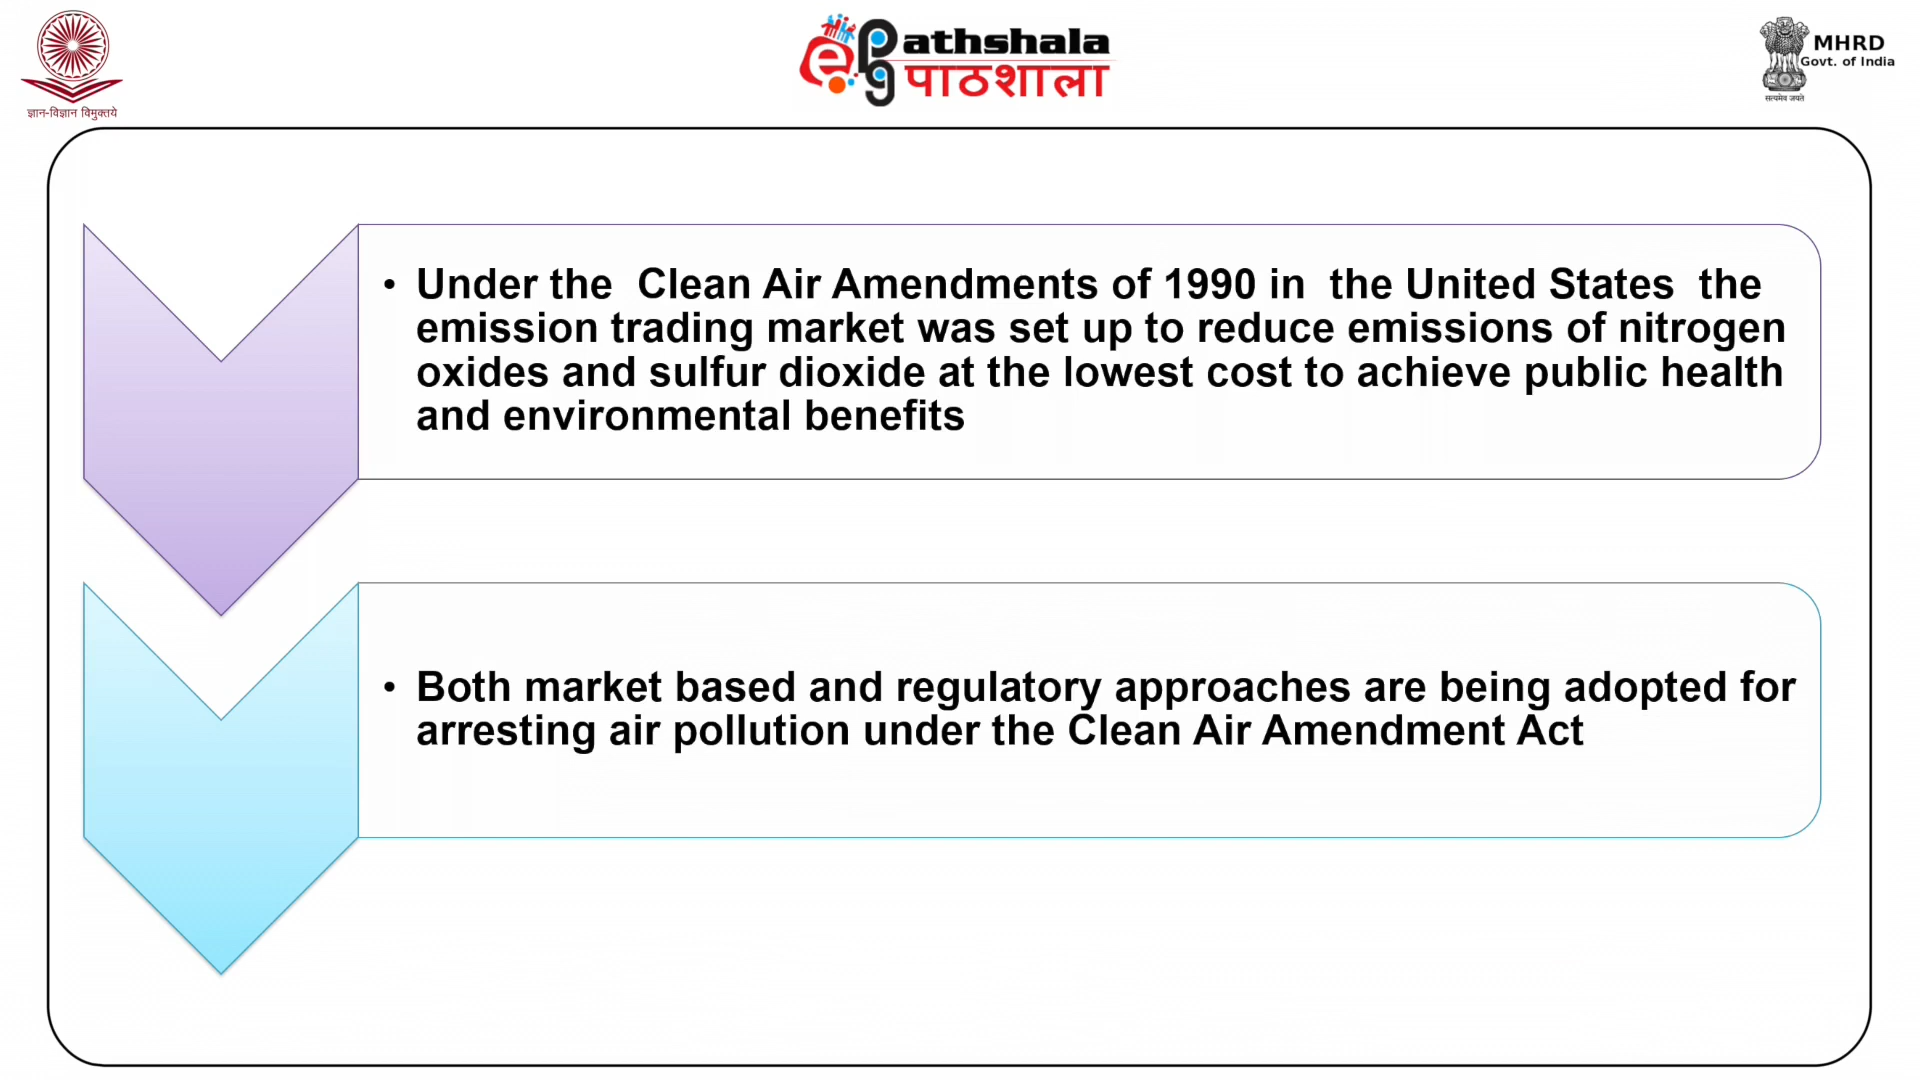 ज्ञान-विज्ञान विमुक्तये
ePg
athshala
पाठशाला
MHRD
Govt. of India
सत्यमेव जयते
• Under the  Clean Air Amendments of 1990 in  the United States  the
emission trading market was set up to reduce emissions of nitrogen
oxides and sulfur dioxide at the lowest cost to achieve public health
and environmental benefits
• Both market based and regulatory approaches are being adopted for
arresting air pollution under the Clean Air Amendment Act